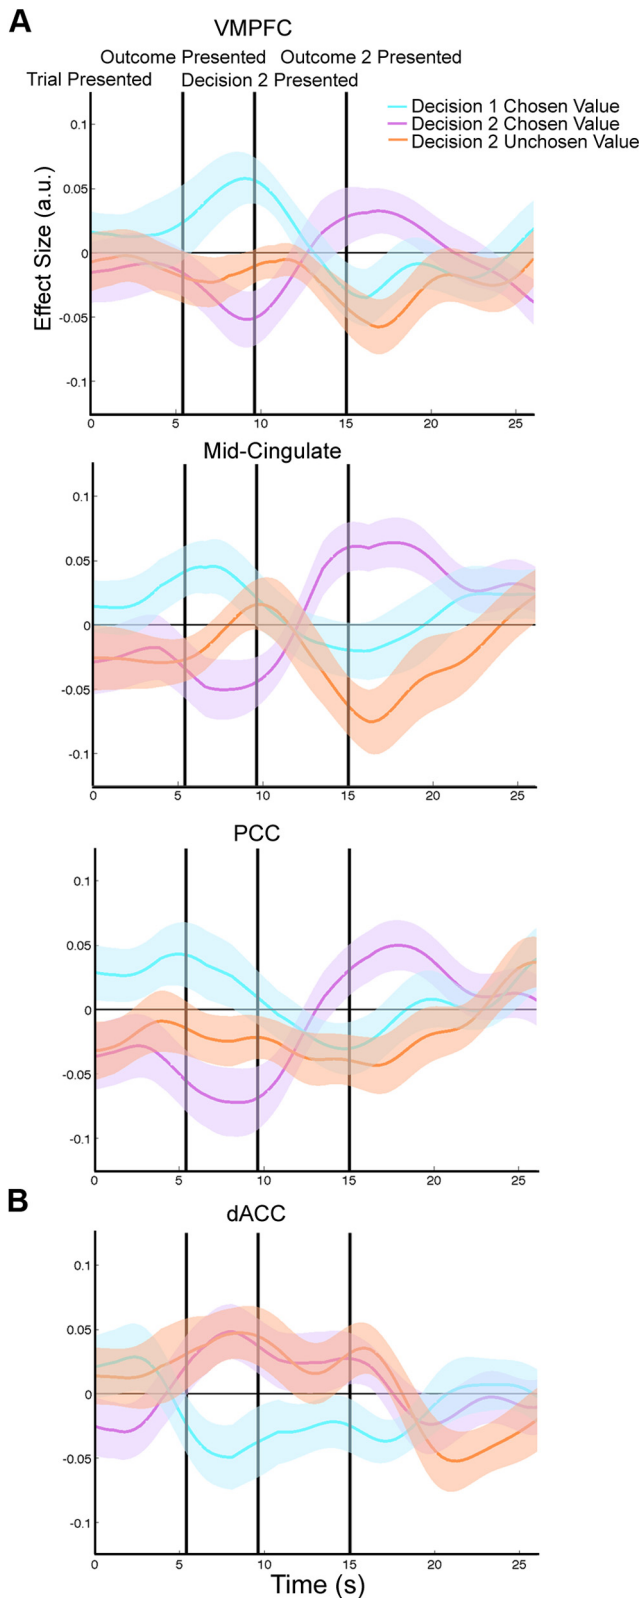 A
VMPFC
Outcome Presented Outcome 2 Presented
Trial Presented Decision 2 Presented
Decision 1 Chosen Value
Decision 2 Chosen Value
Decision 2 Unchosen Value
Effect Size (a.u.)
0.1
0.05
0
-0.05
-0.1
0 5 10 15 20 25
Mid-Cingulate
0.1
0.05
0
-0.05
-0.1
0 5 10 15 20 25
PCC
0.1
0.05
0
-0.05
-0.1
0 5 10 15 20 25
B
dACC
0.1
0.05
0
-0.05
-0.1
0 5 10 15 20 25
Time (s)